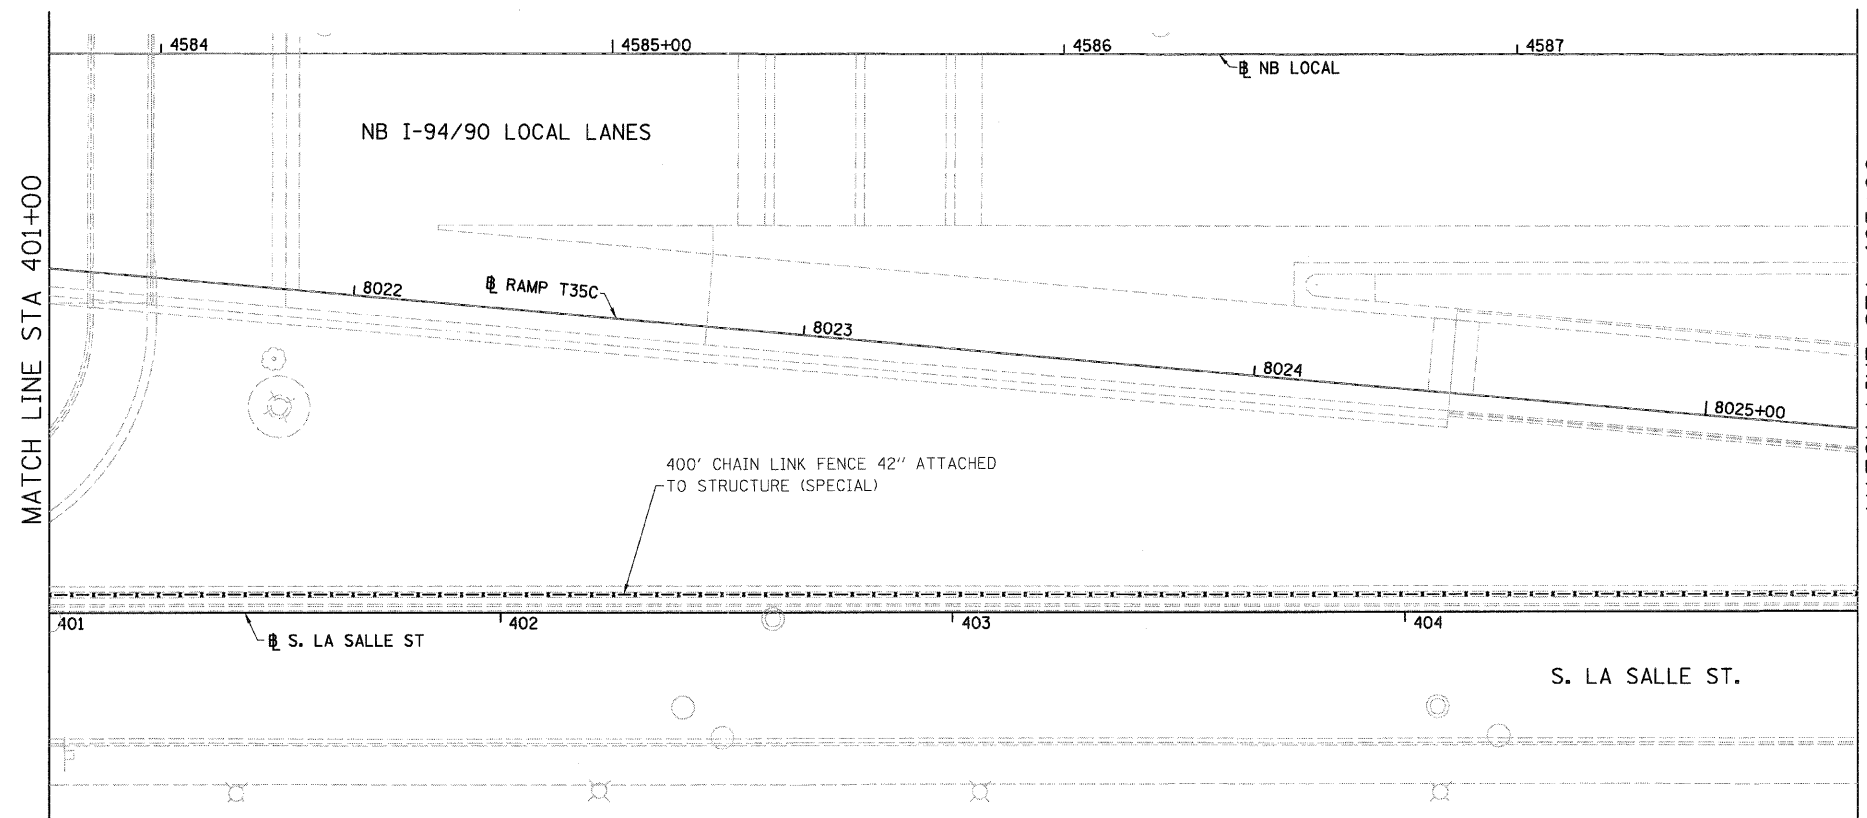 4584
4585+00
4586
4587
℄ NB LOCAL
NB I-94/90 LOCAL LANES
MATCH LINE STA 401+00
8022
℄ RAMP T35C
8023
8024
8025+00
400' CHAIN LINK FENCE 42" ATTACHED
TO STRUCTURE (SPECIAL)
401
402
403
404
℄ S. LA SALLE ST
S. LA SALLE ST.